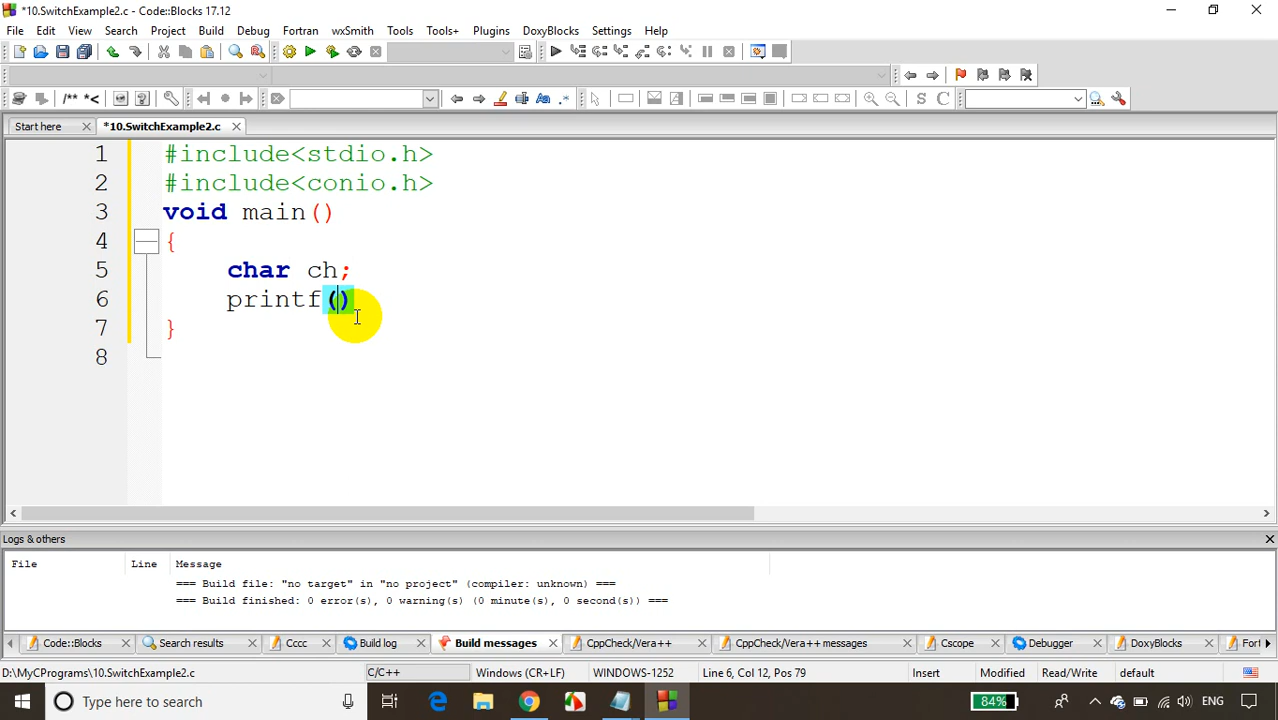 *10.SwitchExample2.c - Code::Blocks 17.12
File Edit View Search Project Build Debug Fortran wxSmith Tools Tools+ Plugins DoxyBlocks Settings Help
/** *<
S C
Start here *10.SwitchExample2.c
1 #include<stdio.h>
2 #include<conio.h>
3 void main()
4 {
5 char ch;
6 printf()
7 }
8
Logs & others
File Line Message
=== Build file: "no target" in "no project" (compiler: unknown) ===
=== Build finished: 0 error(s), 0 warning(s) (0 minute(s), 0 second(s)) ===
Code::Blocks Search results Cccc Build log Build messages CppCheck/Vera++ CppCheck/Vera++ messages Cscope Debugger DoxyBlocks Fort
D:\MyCPrograms\10.SwitchExample2.c C/C++ Windows (CR+LF) WINDOWS-1252 Line 6, Col 12, Pos 79 Insert Modified Read/Write default
Type here to search 84% ENG